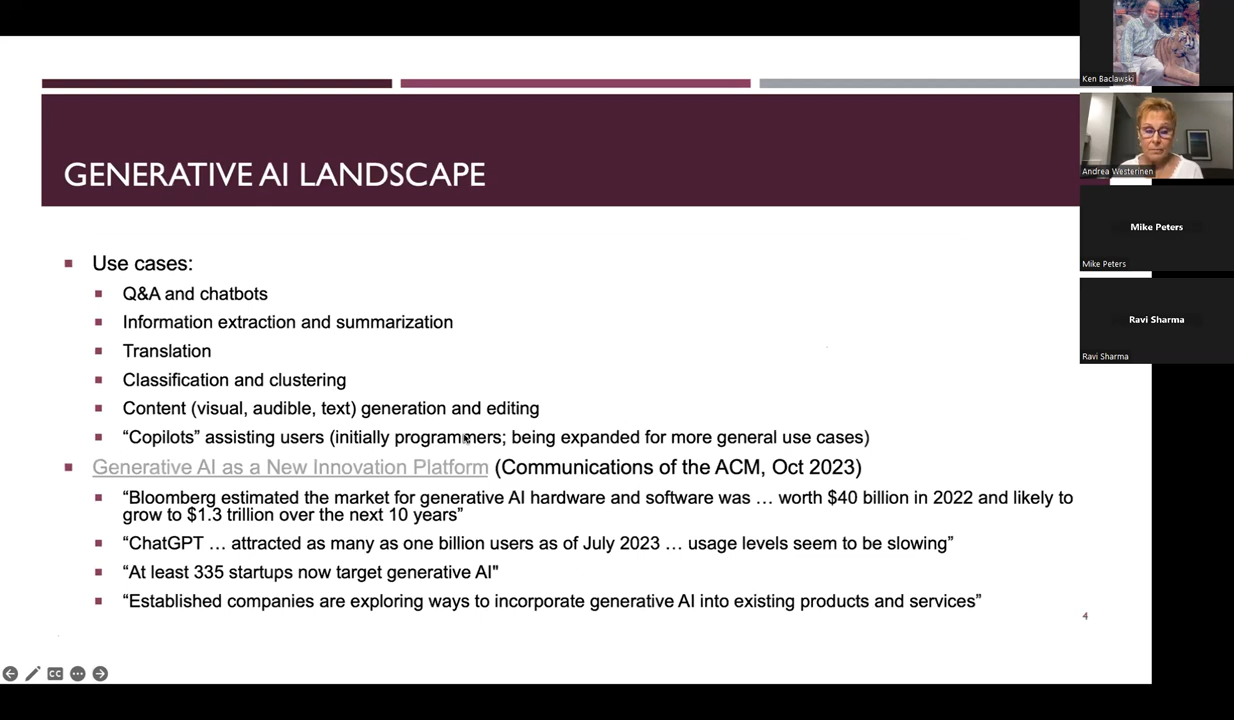 GENERATIVE AI LANDSCAPE
Use cases:
Q&A and chatbots
Information extraction and summarization
Translation
Classification and clustering
Content (visual, audible, text) generation and editing
“Copilots” assisting users (initially programmers; being expanded for more general use cases)
Generative AI as a New Innovation Platform (Communications of the ACM, Oct 2023)
“Bloomberg estimated the market for generative AI hardware and software was … worth $40 billion in 2022 and likely to
grow to $1.3 trillion over the next 10 years”
“ChatGPT … attracted as many as one billion users as of July 2023 … usage levels seem to be slowing”
“At least 335 startups now target generative AI"
“Established companies are exploring ways to incorporate generative AI into existing products and services”
4
CC
Ken Baclawski
Andrea Westerinen
Mike Peters
Mike Peters
Ravi Sharma
Ravi Sharma